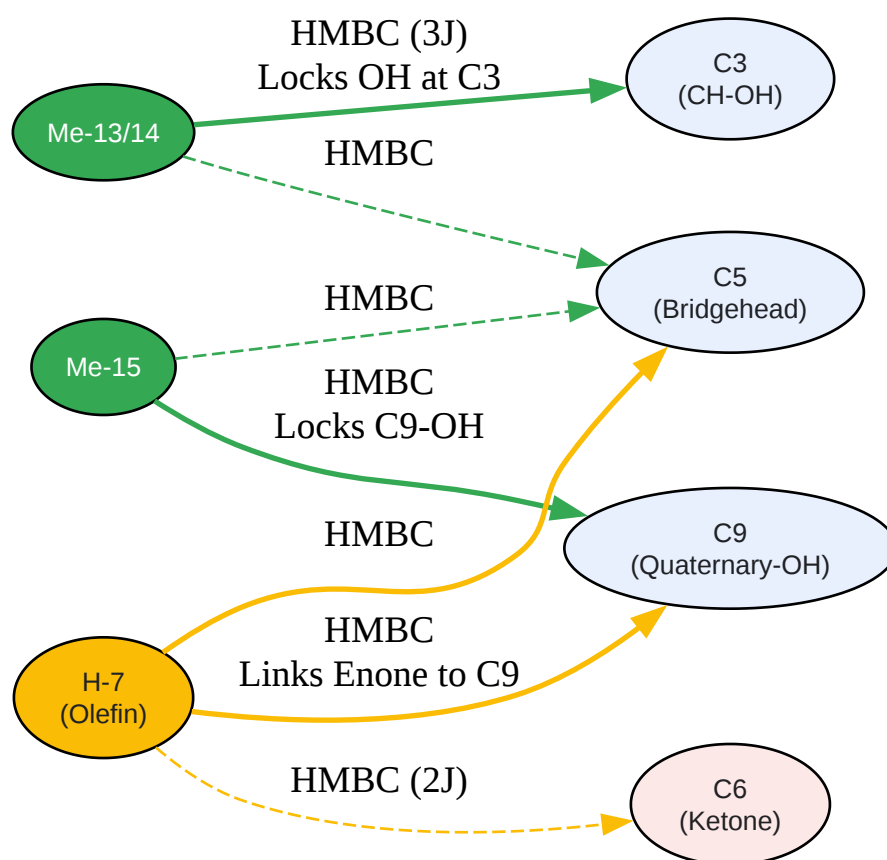 HMBC (3J)
Locks OH at C3
C3
(CH-OH)
Me-13/14
HMBC
C5
(Bridgehead)
HMBC
Me-15
HMBC
Locks C9-OH
HMBC
C9
(Quaternary-OH)
HMBC
Links Enone to C9
H-7
(Olefin)
HMBC (2J)
C6
(Ketone)